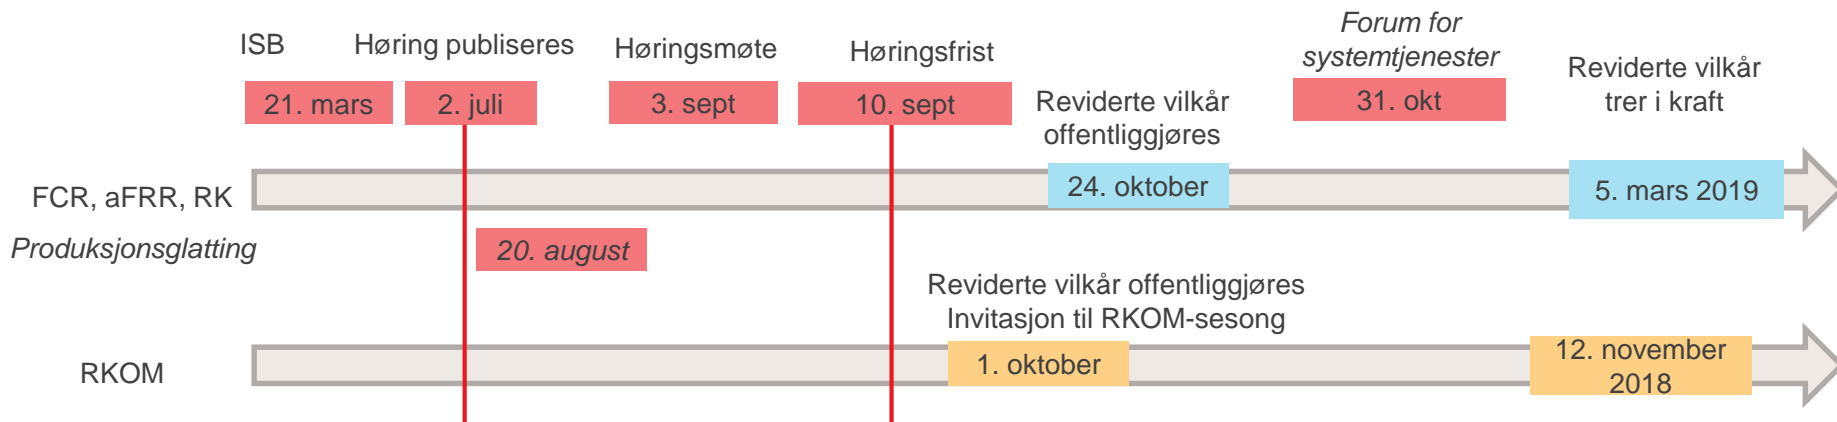 ISB
21. mars
Høring publiseres
2. juli
Høringsmøte
3. sept
Høringsfrist
10. sept
Reviderte vilkår
offentliggjøres
24. oktober
Forum for
systemtjenester
31. okt
Reviderte vilkår
trer i kraft
5. mars 2019
FCR, aFRR, RK
Produksjonsglatting
20. august
Reviderte vilkår offentliggjøres
Invitasjon til RKOM-sesong
1. oktober
12. november
2018
RKOM